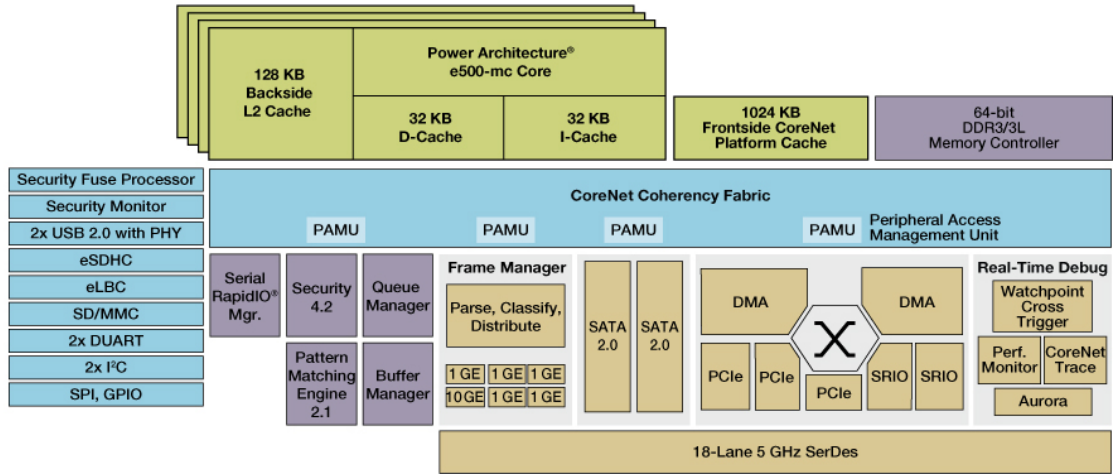 128 KB
Backside
L2 Cache
Power Architecture®
e500-mc Core
32 KB
D-Cache
32 KB
I-Cache
1024 KB
Frontside CoreNet
Platform Cache
64-bit
DDR3/3L
Memory Controller
Security Fuse Processor
Security Monitor
2x USB 2.0 with PHY
eSDHC
eLBC
SD/MMC
2x DUART
2x I²C
SPI, GPIO
CoreNet Coherency Fabric
PAMU
PAMU
PAMU
PAMU
Peripheral Access
Management Unit
Serial
RapidIO®
Mgr.
Security
4.2
Queue
Manager
Pattern
Matching
Engine
2.1
Buffer
Manager
Frame Manager
Parse, Classify,
Distribute
1 GE
1 GE
1 GE
10GE
1 GE
1 GE
SATA
2.0
SATA
2.0
DMA
DMA
PCIe
PCIe
PCIe
SRIO
SRIO
Real-Time Debug
Watchpoint
Cross
Trigger
Perf.
Monitor
CoreNet
Trace
Aurora
18-Lane 5 GHz SerDes